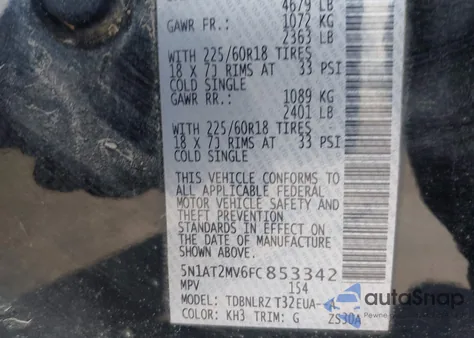 4679 LB
GAWR FR.: 1072 KG
2363 LB
WITH 225/60R18 TIRES
18 X 7J RIMS AT 33 PSI
COLD SINGLE
GAWR RR.: 1089 KG
2401 LB
WITH 225/60R18 TIRES
18 X 7J RIMS AT 33 PSI
COLD SINGLE
THIS VEHICLE CONFORMS TO
ALL APPLICABLE FEDERAL
MOTOR VEHICLE SAFETY AND
THEFT PREVENTION
STANDARDS IN EFFECT ON
THE DATE OF MANUFACTURE
SHOWN ABOVE.
5N1AT2MV6FC853342
MPV 154
MODEL: TDBNLRZ T32EUA--A
COLOR: KH3 TRIM: G ZS30A
autoSnap